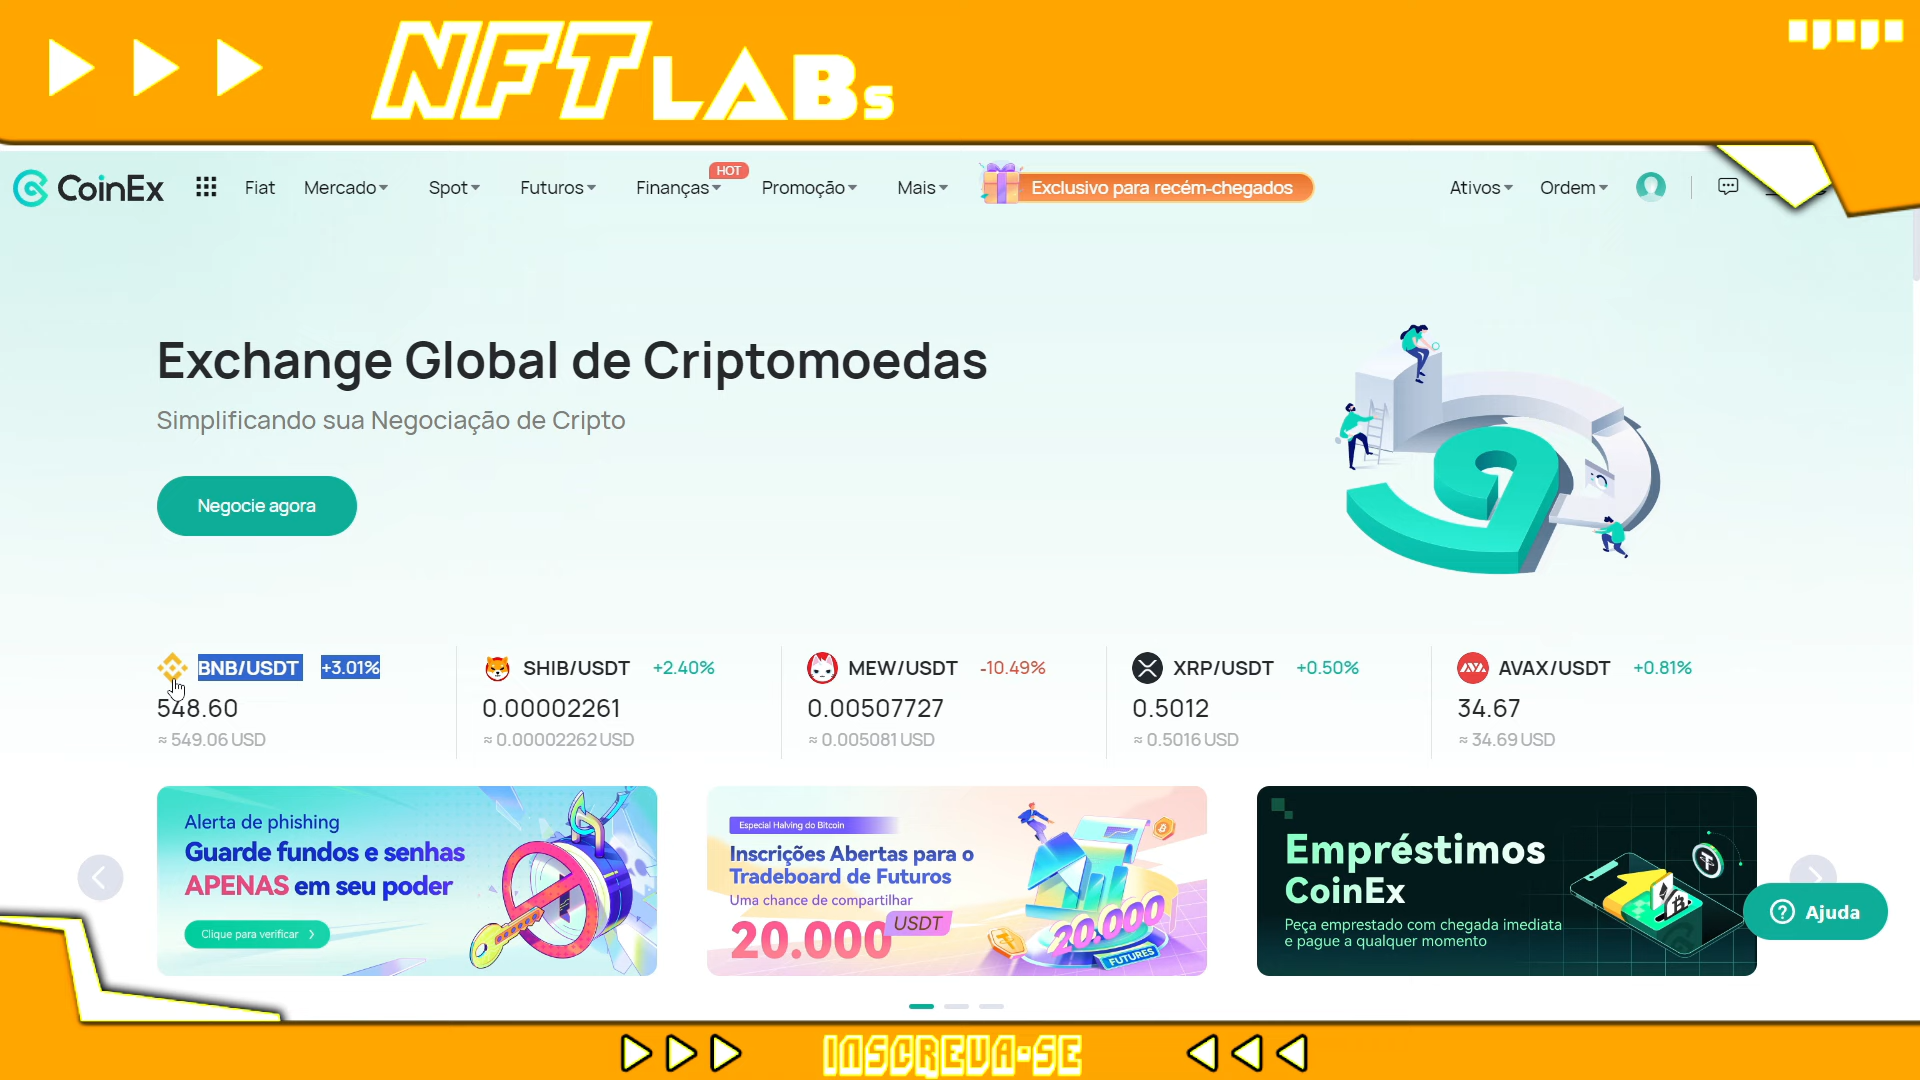 NFT LABs
CoinEx
Fiat
Mercado
Spot
Futuros
Finanças
HOT
Promoção
Mais
Exclusivo para recém-chegados
Ativos
Ordem
Exchange Global de Criptomoedas
Simplificando sua Negociação de Cripto
Negocie agora
BNB/USDT +3.01%
548.60
≈ 549.06 USD
SHIB/USDT +2.40%
0.00002261
≈ 0.00002262 USD
MEW/USDT -10.49%
0.00507727
≈ 0.005081 USD
XRP/USDT +0.50%
0.5012
≈ 0.5016 USD
AVAX/USDT +0.81%
34.67
≈ 34.69 USD
Alerta de phishing
Guarde fundos e senhas
APENAS em seu poder
Clique para verificar
Especial Halving do Bitcoin
Inscrições Abertas para o
Tradeboard de Futuros
Uma chance de compartilhar
20.000 USDT
20.000
FUTURES
Empréstimos
CoinEx
Peça emprestado com chegada imediata
e pague a qualquer momento
Ajuda
INSCREVA-SE